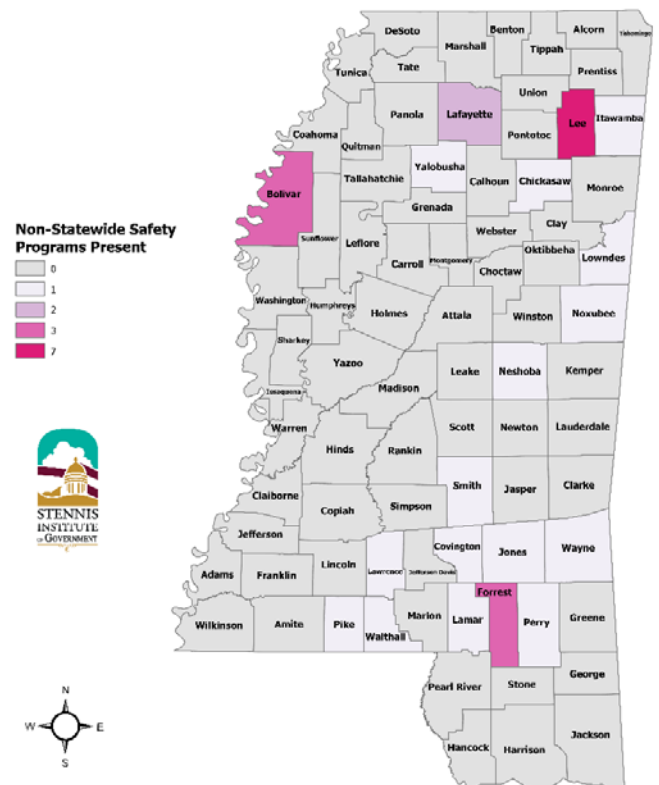 DeSoto
Benton
Alcorn
Tishomingo
Marshall
Tippah
Tate
Tunica
Prentiss
Union
Panola
Lafayette
Lee
Itawamba
Coahoma
Pontotoc
Quitman
Yalobusha
Tallahatchie
Calhoun
Chickasaw
Monroe
Bolivar
Grenada
Clay
Webster
Non-Statewide Safety
Programs Present
0
1
2
3
7
Sunflower
Leflore
Oktibbeha
Lowndes
Carroll
Montgomery
Choctaw
Washington
Humphreys
Holmes
Attala
Winston
Noxubee
Sharkey
Yazoo
Leake
Neshoba
Kemper
Madison
Issaquena
Warren
Scott
Newton
Lauderdale
Hinds
Rankin
Smith
Jasper
Clarke
Claiborne
Copiah
Simpson
STENNIS
INSTITUTE
OF GOVERNMENT
Jefferson
Covington
Jones
Wayne
Lincoln
Lawrence
Jefferson Davis
Adams
Franklin
Forrest
Wilkinson
Amite
Pike
Walthall
Marion
Lamar
Perry
Greene
George
Pearl River
Stone
N
W
E
S
Hancock
Harrison
Jackson